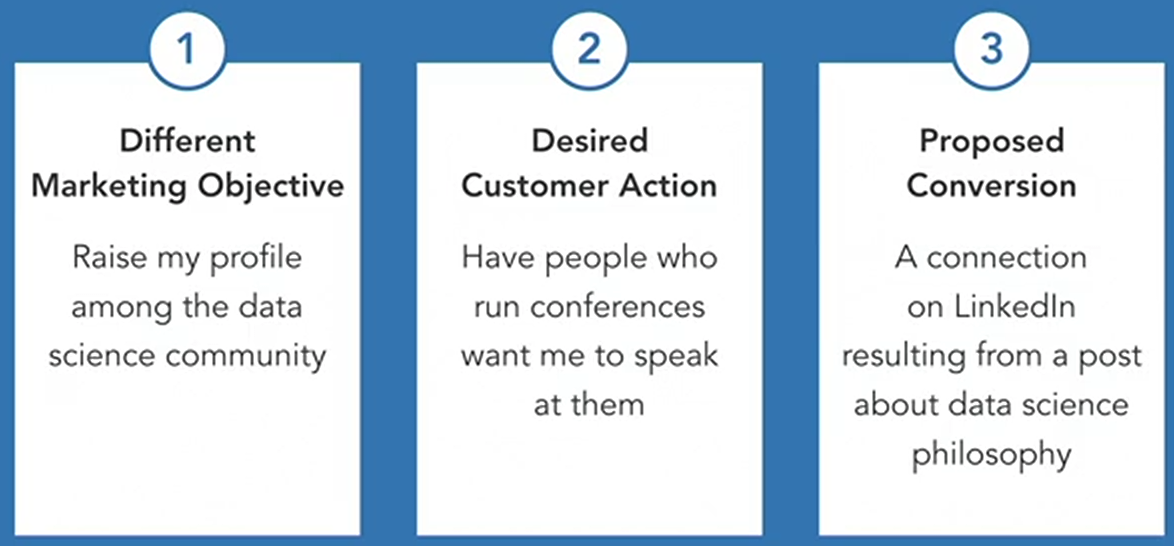 1
Different
Marketing Objective
Raise my profile
among the data
science community
2
Desired
Customer Action
Have people who
run conferences
want me to speak
at them
3
Proposed
Conversion
A connection
on LinkedIn
resulting from a post
about data science
philosophy